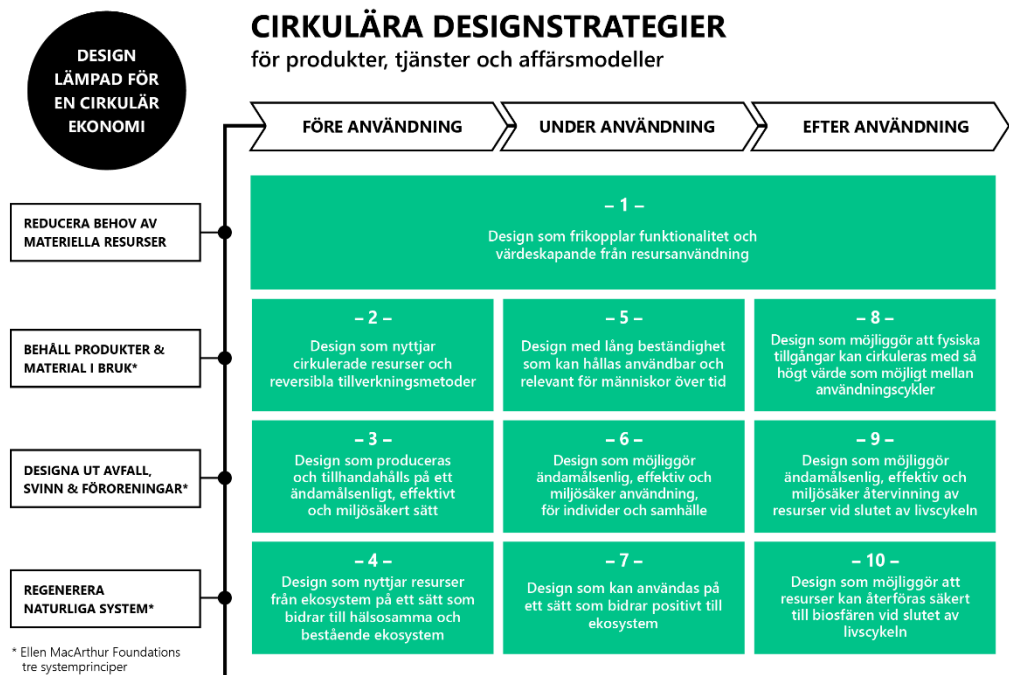 DESIGN
LÄMPAD FÖR
EN CIRKULÄR
EKONOMI
CIRKULÄRA DESIGNSTRATEGIER
för produkter, tjänster och affärsmodeller
FÖRE ANVÄNDNING
UNDER ANVÄNDNING
EFTER ANVÄNDNING
REDUCERA BEHOV AV
MATERIELLA RESURSER
– 1 –
Design som frikopplar funktionalitet och
värdeskapande från resursanvändning
BEHÅLL PRODUKTER &
MATERIAL I BRUK*
– 2 –
Design som nyttjar
cirkulerade resurser och
reversibla tillverkningsmetoder
– 5 –
Design med lång beständighet
som kan hållas användbar och
relevant för människor över tid
– 8 –
Design som möjliggör att fysiska
tillgångar kan cirkuleras med så
högt värde som möjligt mellan
användningscykler
DESIGNA UT AVFALL,
SVINN & FÖRORENINGAR*
– 3 –
Design som produceras
och tillhandahålls på ett
ändamålsenligt, effektivt
och miljösäkert sätt
– 6 –
Design som möjliggör
ändamålsenlig, effektiv och
miljösäker användning,
för individer och samhälle
– 9 –
Design som möjliggör
ändamålsenlig, effektiv och
miljösäker återvinning av
resurser vid slutet av livscykeln
REGENERERA
NATURLIGA SYSTEM*
– 4 –
Design som nyttjar resurser
från ekosystem på ett sätt som
bidrar till hälsosamma och
bestående ekosystem
– 7 –
Design som kan användas på
ett sätt som bidrar positivt till
ekosystem
– 10 –
Design som möjliggör att
resurser kan återföras säkert
till biosfären vid slutet av
livscykeln
* Ellen MacArthur Foundations
tre systemprinciper